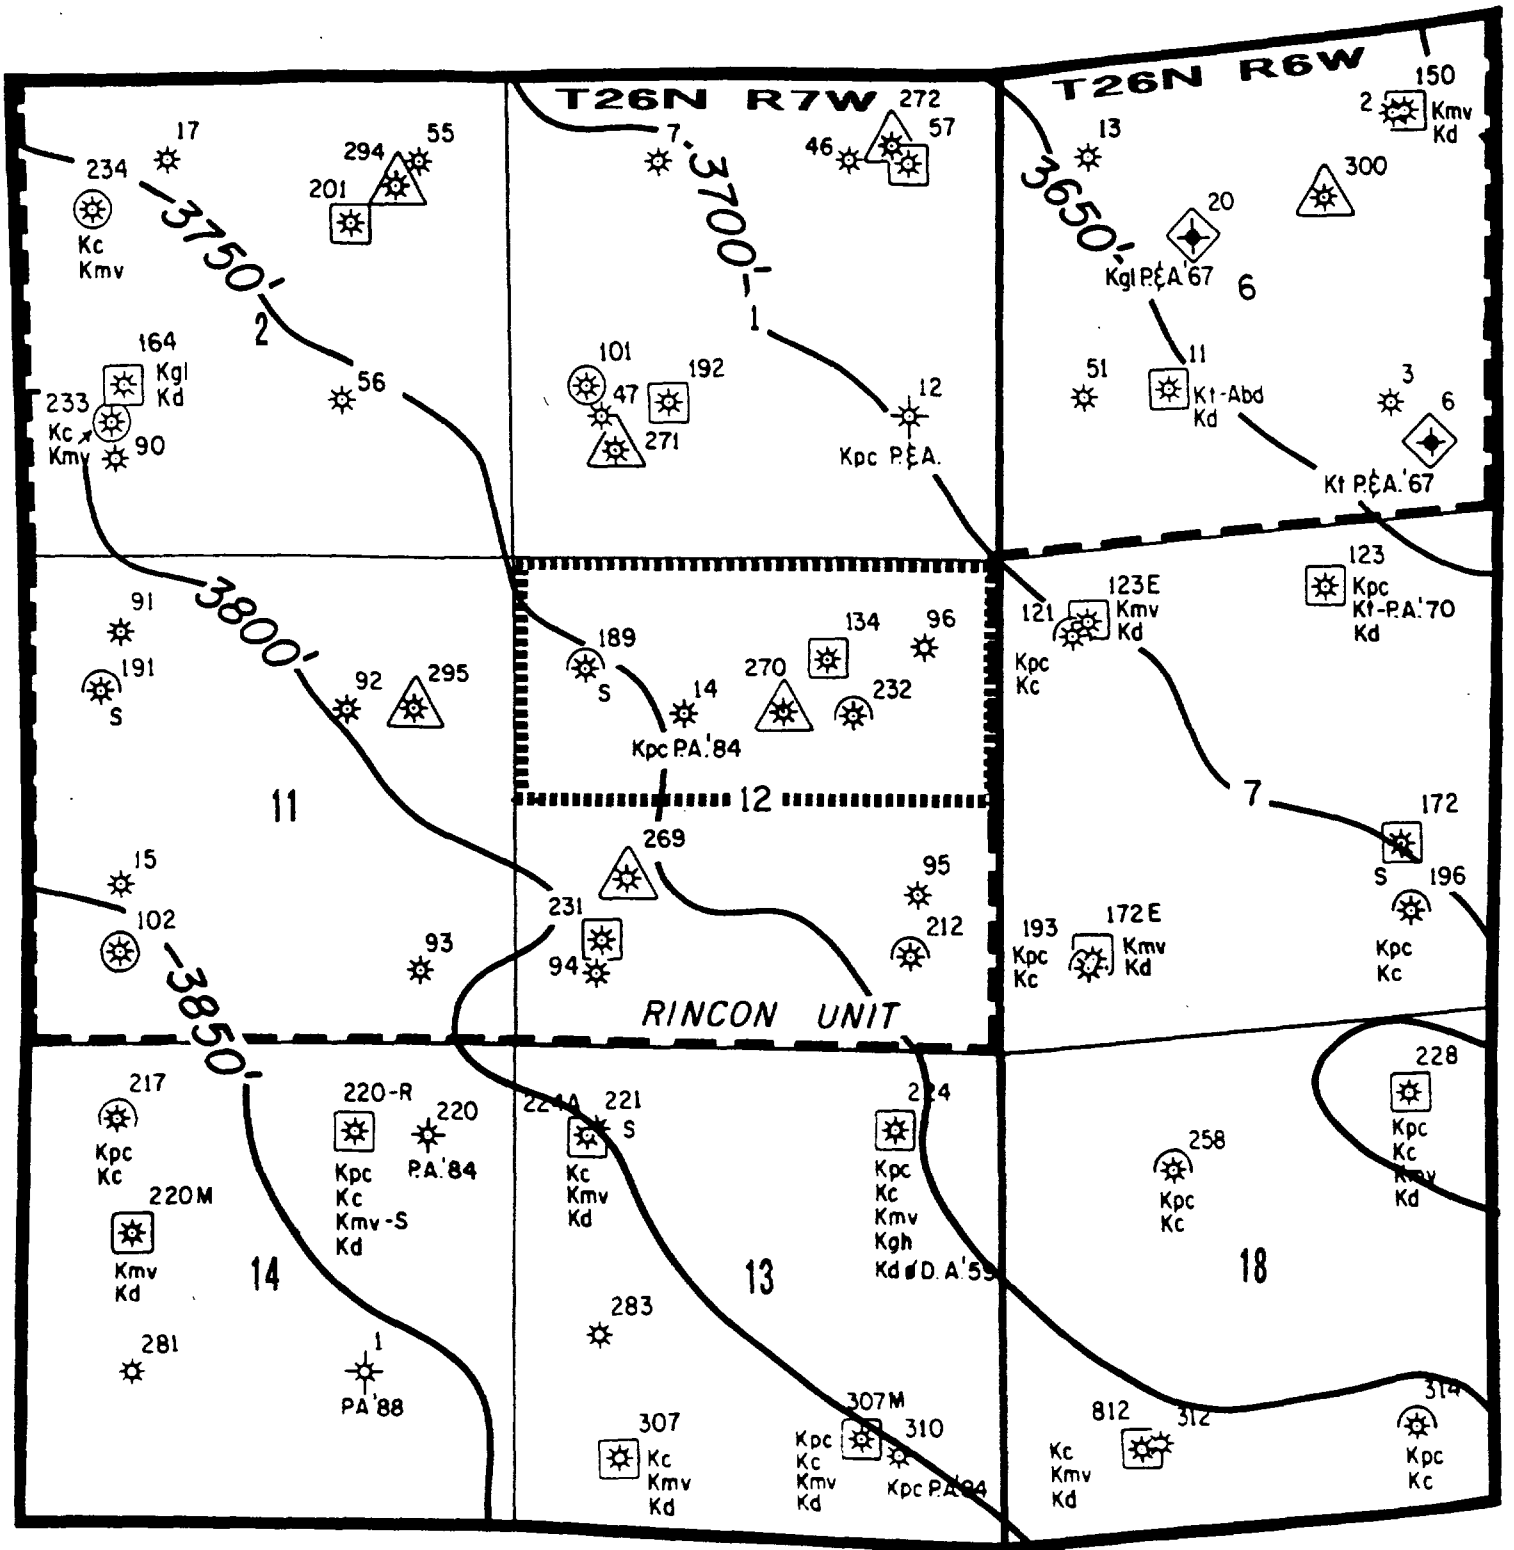 T26N R7W
T26N R6W
17
234
Kc
Kmv
3750'
294
55
201
2
164
Kgl
Kd
233
Kc
Kmv
90
56
7
3700'
46
272
57
1
101
47
192
271
12
Kpc P.&A.
13
3650'
20
Kgl P.&A.'67
150
2
Kmv
Kd
300
6
51
11
Kt-Abd
Kd
3
6
Kt P.&A.'67
91
191
S
3800'
92
295
11
15
102
93
3850'
189
S
14
Kpc P.A.'84
134
96
270
232
12
269
231
94
95
212
RINCON UNIT
121
Kpc
Kc
123E
Kmv
Kd
123
Kpc
Kt-P.A.'70
Kd
7
172
S
196
Kpc
Kc
193
Kpc
Kc
172E
Kmv
Kd
217
Kpc
Kc
220M
Kmv
Kd
220-R
Kpc
Kc
Kmv-S
Kd
220
P.A.'84
14
281
1
PA'88
224A
221
S
Kc
Kmv
Kd
224
Kpc
Kc
Kmv
Kgh
Kd D.A.'59
13
283
307
Kc
Kmv
Kd
307M
Kpc
Kc
Kmv
Kd
310
Kpc P.A.'84
228
Kpc
Kc
Kmv
Kd
258
Kpc
Kc
18
812
312
Kc
Kmv
Kd
314
Kpc
Kc